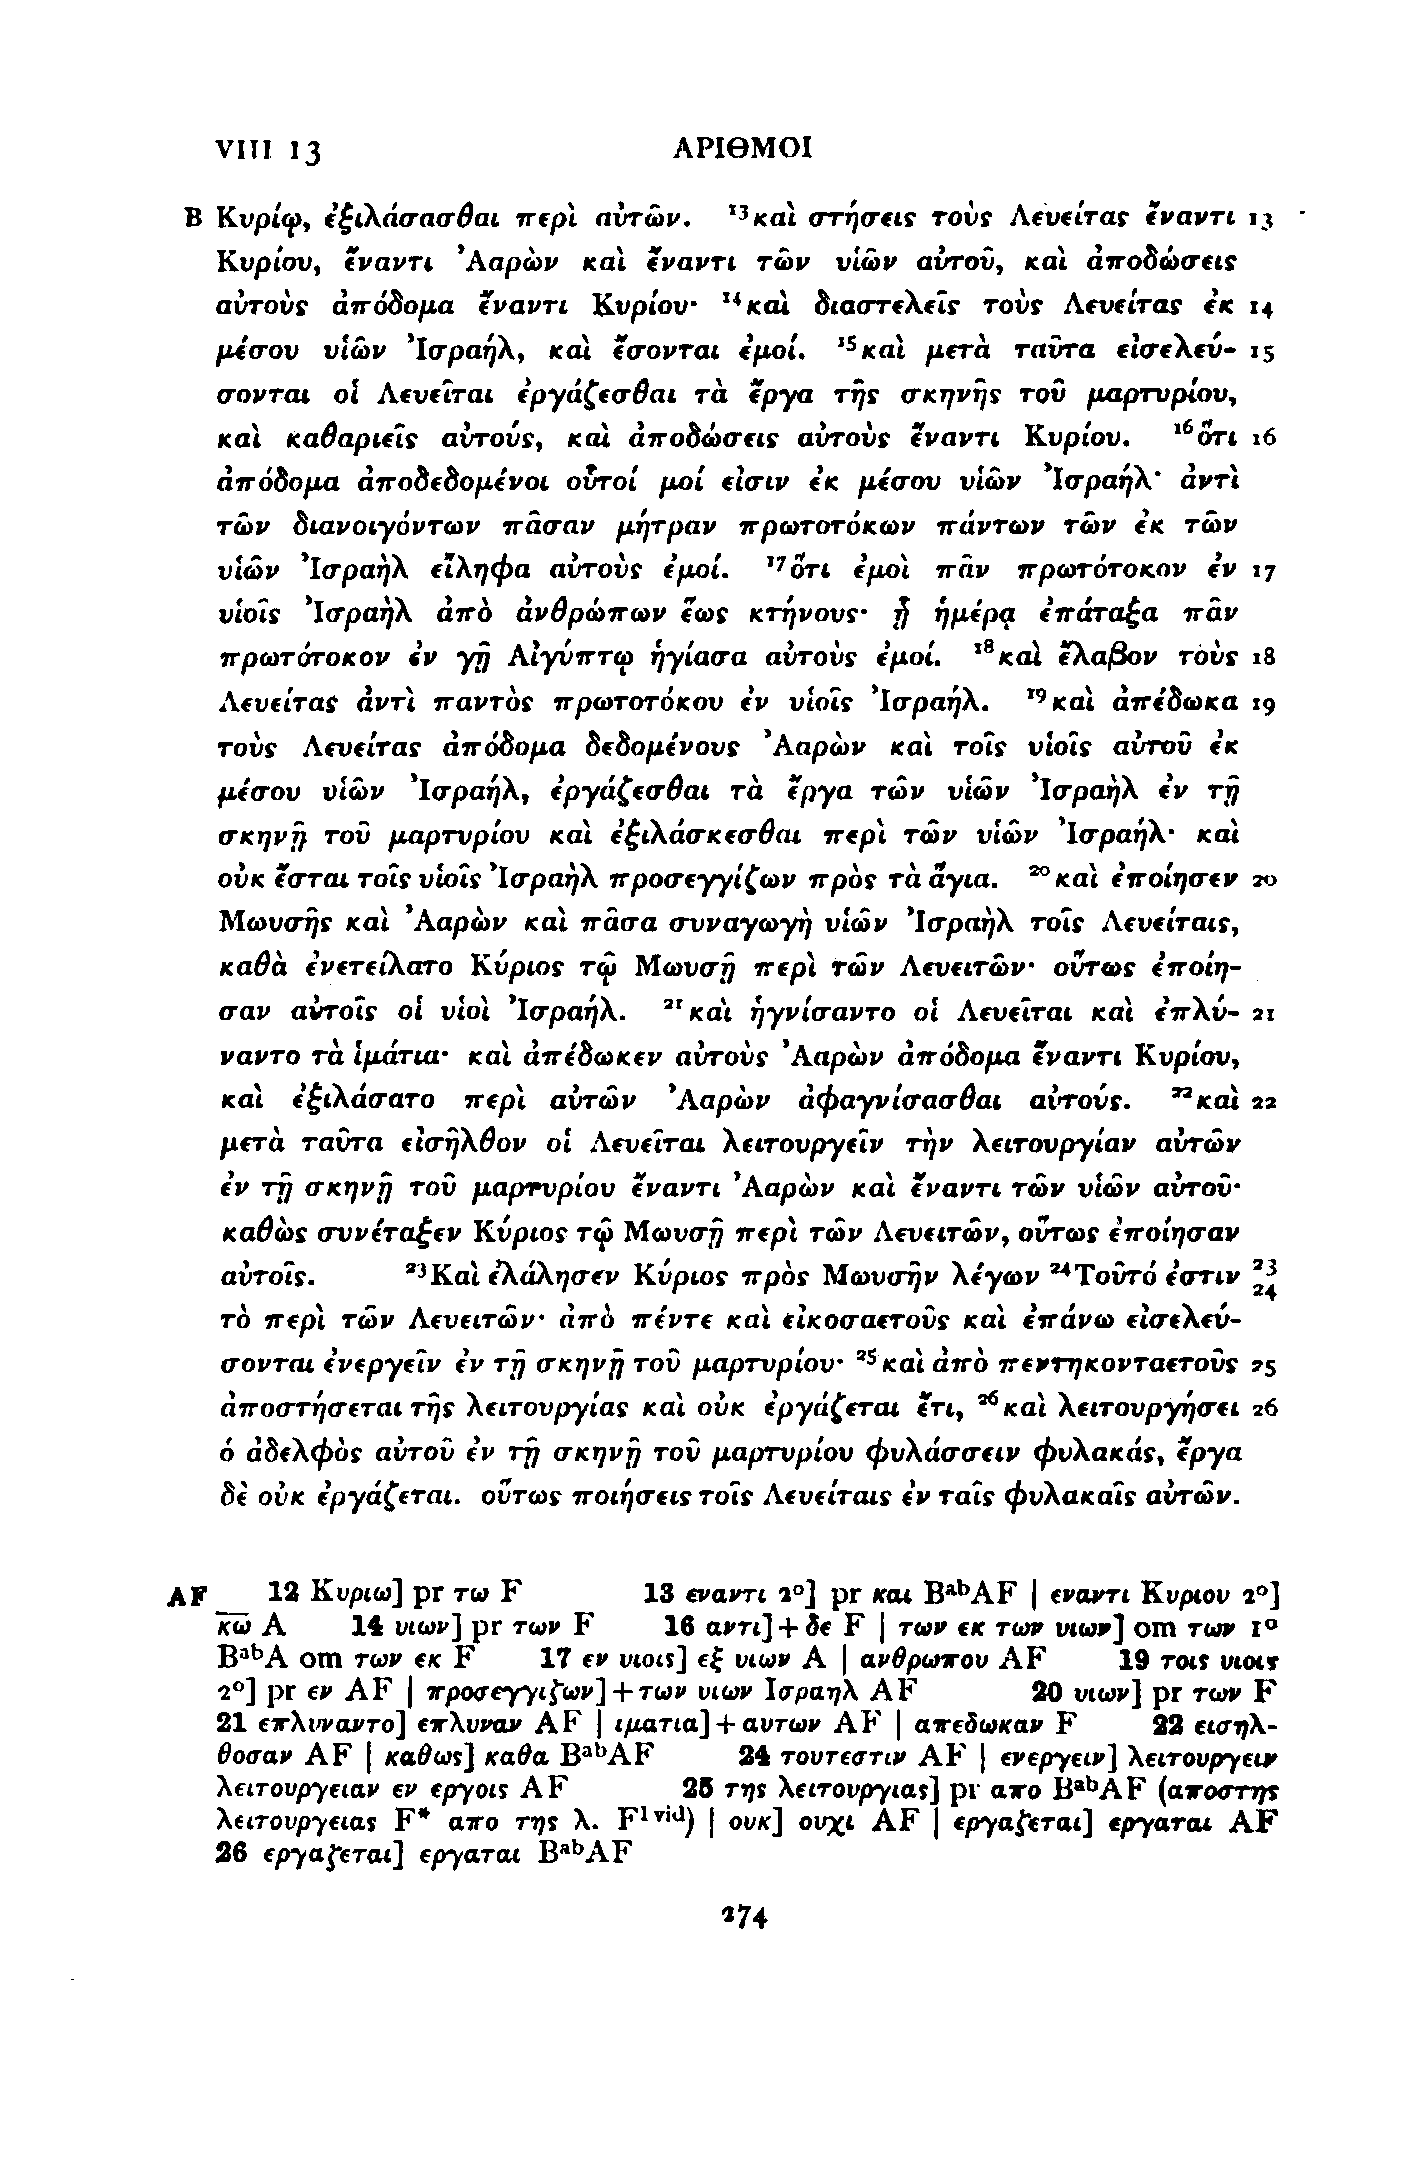 VIII 13 ΑΡΙΘΜΟΙ
B Κυρίῳ, ἐξιλάσασθαι περὶ αὐτῶν. ¹³καὶ στήσεις τοὺς Λευείτας ἔναντι 13
Κυρίου, ἔναντι Ἀαρὼν καὶ ἔναντι τῶν υἱῶν αὐτοῦ, καὶ ἀποδώσεις
αὐτοὺς ἀπόδομα ἔναντι Κυρίου· ¹⁴καὶ διαστελεῖς τοὺς Λευείτας ἐκ 14
μέσου υἱῶν Ἰσραήλ, καὶ ἔσονται ἐμοί. ¹⁵καὶ μετὰ ταῦτα εἰσελεύ- 15
σονται οἱ Λευεῖται ἐργάζεσθαι τὰ ἔργα τῆς σκηνῆς τοῦ μαρτυρίου,
καὶ καθαριεῖς αὐτούς, καὶ ἀποδώσεις αὐτοὺς ἔναντι Κυρίου. ¹⁶ὅτι 16
ἀπόδομα ἀποδεδομένοι οὗτοί μοί εἰσιν ἐκ μέσου υἱῶν Ἰσραήλ· ἀντὶ
τῶν διανοιγόντων πᾶσαν μήτραν πρωτοτόκων πάντων τῶν ἐκ τῶν
υἱῶν Ἰσραὴλ εἴληφα αὐτοὺς ἐμοί. ¹⁷ὅτι ἐμοὶ πᾶν πρωτότοκον ἐν 17
υἱοῖς Ἰσραὴλ ἀπὸ ἀνθρώπων ἕως κτήνους· ᾗ ἡμέρᾳ ἐπάταξα πᾶν
πρωτότοκον ἐν γῇ Αἰγύπτῳ ἡγίασα αὐτοὺς ἐμοί. ¹⁸καὶ ἔλαβον τοὺς 18
Λευείτας ἀντὶ παντὸς πρωτοτόκου ἐν υἱοῖς Ἰσραήλ. ¹⁹καὶ ἀπέδωκα 19
τοὺς Λευείτας ἀπόδομα δεδομένους Ἀαρὼν καὶ τοῖς υἱοῖς αὐτοῦ ἐκ
μέσου υἱῶν Ἰσραήλ, ἐργάζεσθαι τὰ ἔργα τῶν υἱῶν Ἰσραὴλ ἐν τῇ
σκηνῇ τοῦ μαρτυρίου καὶ ἐξιλάσκεσθαι περὶ τῶν υἱῶν Ἰσραήλ· καὶ
οὐκ ἔσται τοῖς υἱοῖς Ἰσραὴλ προσεγγίζων πρὸς τὰ ἅγια. ²⁰καὶ ἐποίησεν 20
Μωυσῆς καὶ Ἀαρὼν καὶ πᾶσα συναγωγὴ υἱῶν Ἰσραὴλ τοῖς Λευείταις,
καθὰ ἐνετείλατο Κύριος τῷ Μωυσῇ περὶ τῶν Λευειτῶν· οὕτως ἐποίη-
σαν αὐτοῖς οἱ υἱοὶ Ἰσραήλ. ²¹καὶ ἡγνίσαντο οἱ Λευεῖται καὶ ἐπλύ- 21
ναντο τὰ ἱμάτια· καὶ ἀπέδωκεν αὐτοὺς Ἀαρὼν ἀπόδομα ἔναντι Κυρίου,
καὶ ἐξιλάσατο περὶ αὐτῶν Ἀαρὼν ἀφαγνίσασθαι αὐτούς. ²²καὶ 22
μετὰ ταῦτα εἰσῆλθον οἱ Λευεῖται λειτουργεῖν τὴν λειτουργίαν αὐτῶν
ἐν τῇ σκηνῇ τοῦ μαρτυρίου ἔναντι Ἀαρὼν καὶ ἔναντι τῶν υἱῶν αὐτοῦ·
καθὼς συνέταξεν Κύριος τῷ Μωυσῇ περὶ τῶν Λευειτῶν, οὕτως ἐποίησαν
αὐτοῖς. ²³Καὶ ἐλάλησεν Κύριος πρὸς Μωυσῆν λέγων ²⁴Τοῦτό ἐστιν 23 24
τὸ περὶ τῶν Λευειτῶν· ἀπὸ πέντε καὶ εἰκοσαετοῦς καὶ ἐπάνω εἰσελεύ-
σονται ἐνεργεῖν ἐν τῇ σκηνῇ τοῦ μαρτυρίου· ²⁵καὶ ἀπὸ πεντηκονταετοῦς 25
ἀποστήσεται τῆς λειτουργίας καὶ οὐκ ἐργάζεται ἔτι, ²⁶καὶ λειτουργήσει 26
ὁ ἀδελφὸς αὐτοῦ ἐν τῇ σκηνῇ τοῦ μαρτυρίου φυλάσσειν φυλακάς, ἔργα
δὲ οὐκ ἐργάζεται. οὕτως ποιήσεις τοῖς Λευείταις ἐν ταῖς φυλακαῖς αὐτῶν.
AF 12 Κυριω] pr τω F 13 εναντι 2°] pr και BᵃᵇAF | εναντι Κυριου 2°]
κ̅ω̅ A 14 υιων] pr των F 16 αντι]+δε F | των εκ των υιων] om των 1°
BᵃᵇA om των εκ F 17 εν υιοις] εξ υιων A | ανθρωπου AF 19 τοις υιοις
2°] pr εν AF | προσεγγιζων]+των υιων Ισραηλ AF 20 υιων] pr των F
21 επλυναντο] επλυναν AF | ιματια]+αυτων AF | απεδωκαν F 22 εισηλ-
θοσαν AF | καθως] καθα BᵃᵇAF 24 τουτεστιν AF | ενεργειν] λειτουργειν
λειτουργειαν εν εργοις AF 25 της λειτουργιας] pr απο BᵃᵇAF (αποστης
λειτουργειας F* απο της λ. F¹ᵛⁱᵈ) | ουκ] ουχι AF | εργαζεται] εργαται AF
26 εργαζεται] εργαται BᵃᵇAF
274